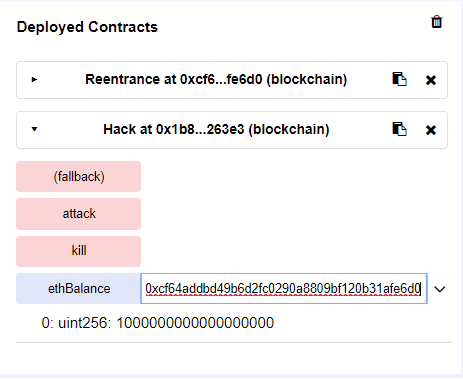 Deployed Contracts
Reentrance at 0xcf6...fe6d0 (blockchain)
Hack at 0x1b8...263e3 (blockchain)
(fallback)
attack
kill
ethBalance 0xcf64addbd49b6d2fc0290a8809bf120b31afe6d0
0: uint256: 1000000000000000000